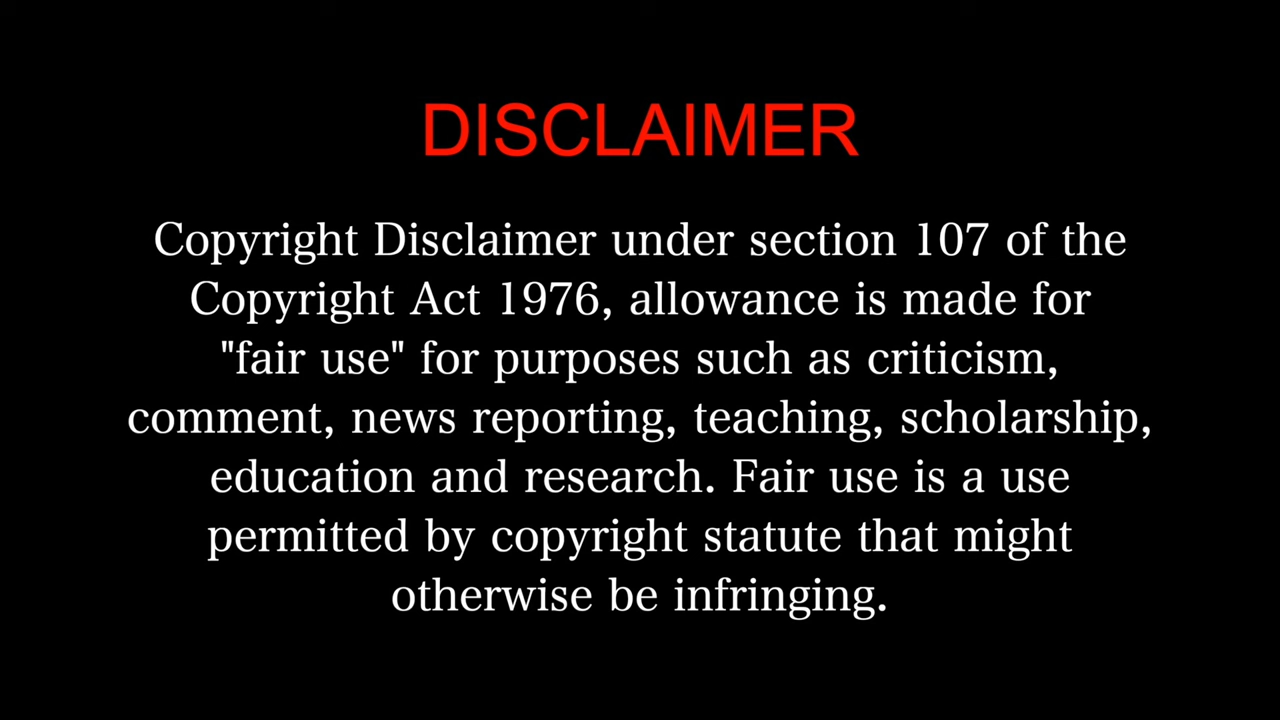 DISCLAIMER
Copyright Disclaimer under section 107 of the
Copyright Act 1976, allowance is made for
"fair use" for purposes such as criticism,
comment, news reporting, teaching, scholarship,
education and research. Fair use is a use
permitted by copyright statute that might
otherwise be infringing.